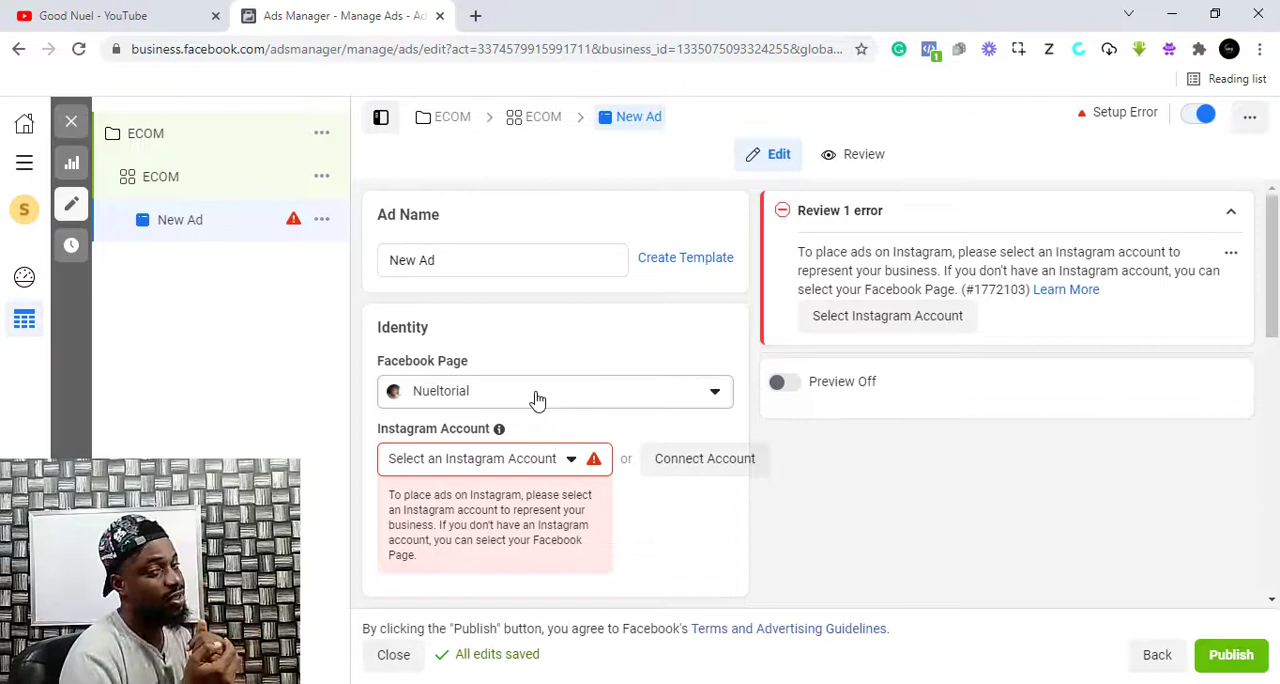 Good Nuel - YouTube
Ads Manager - Manage Ads - Ad
business.facebook.com/adsmanager/manage/ads/edit?act=3374579915991711&business_id=1335075093324255&globa...
1
Z
Reading list
ECOM
ECOM
New Ad
S
ECOM
ECOM
New Ad
Setup Error
Edit
Review
Ad Name
New Ad
Create Template
Identity
Facebook Page
Nueltorial
Instagram Account
Select an Instagram Account
or
Connect Account
To place ads on Instagram, please select
an Instagram account to represent your
business. If you don't have an Instagram
account, you can select your Facebook
Page.
Review 1 error
To place ads on Instagram, please select an Instagram account to
represent your business. If you don't have an Instagram account, you can
select your Facebook Page. (#1772103) Learn More
Select Instagram Account
Preview Off
By clicking the "Publish" button, you agree to Facebook's Terms and Advertising Guidelines.
Close
All edits saved
Back
Publish